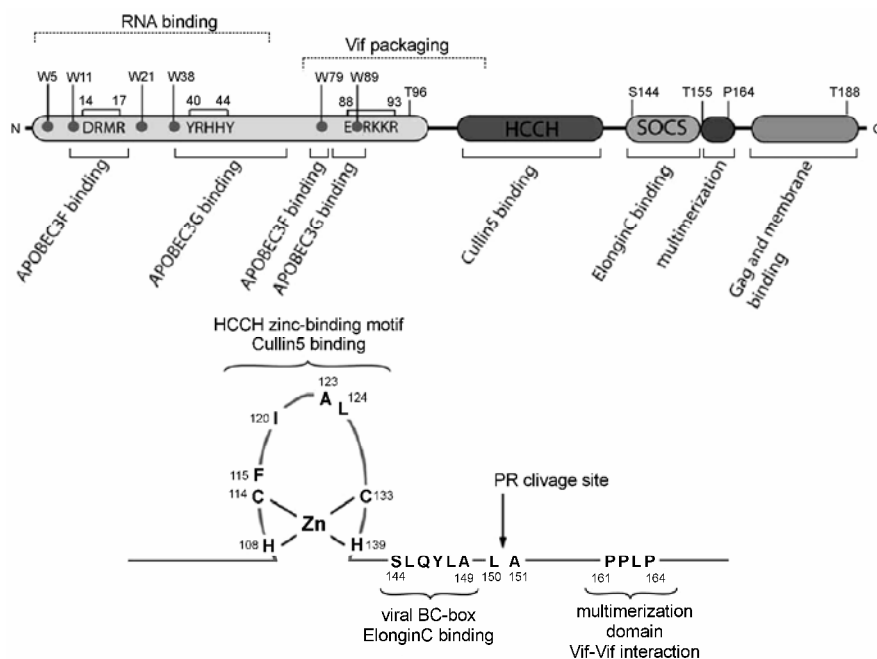 RNA binding
Vif packaging
W5 W11 W21 W38 W79 W89 T96
14 17 40 44 88 93
S144 T155 P164 T188
N DRMR YRHHY E RKKR HCCH SOCS C
APOBEC3F binding
APOBEC3G binding
APOBEC3F binding
APOBEC3G binding
Cullin5 binding
ElonginC binding
multimerization
Gag and membrane
binding
HCCH zinc-binding motif
Cullin5 binding
123
A
L 124
120 I
115 F
114 C
C 133
Zn
108 H
H 139
PR clivage site
S L Q Y L A L A
144 149 150 151
P P L P
161 164
viral BC-box
ElonginC binding
multimerization
domain
Vif-Vif interaction